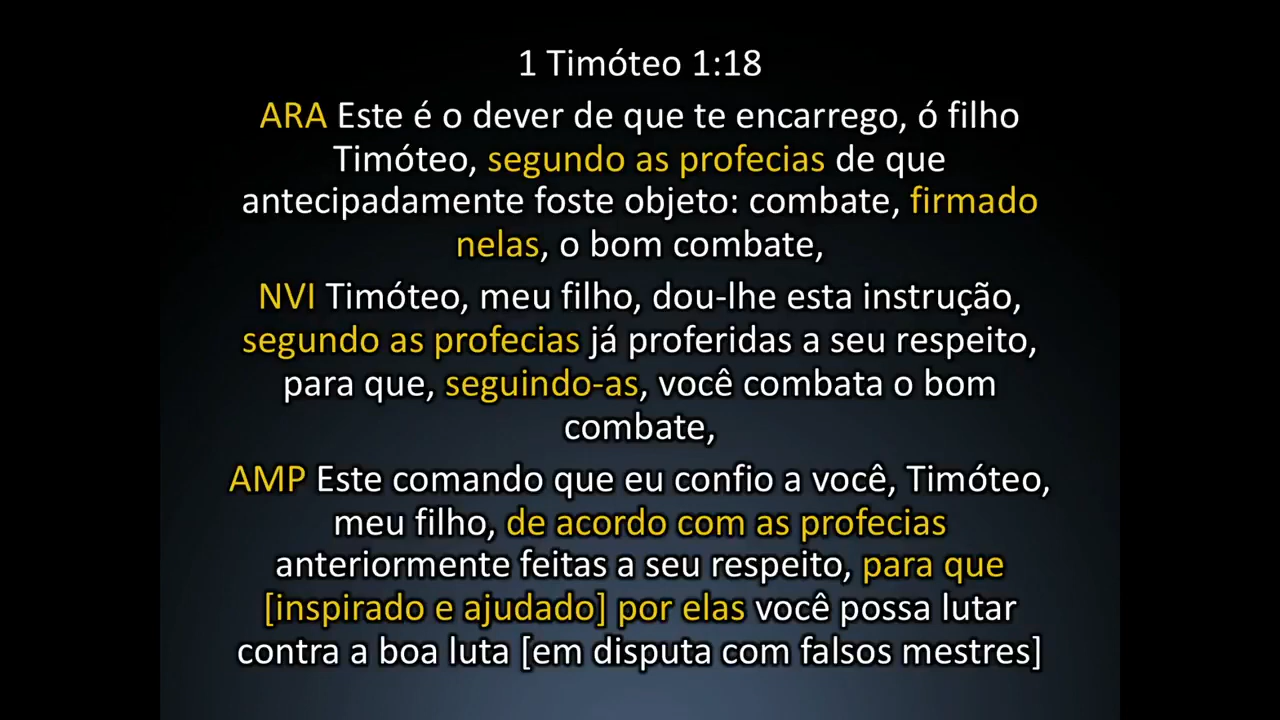 1 Timóteo 1:18
ARA Este é o dever de que te encarrego, ó filho
Timóteo, segundo as profecias de que
antecipadamente foste objeto: combate, firmado
nelas, o bom combate,
NVI Timóteo, meu filho, dou-lhe esta instrução,
segundo as profecias já proferidas a seu respeito,
para que, seguindo-as, você combata o bom
combate,
AMP Este comando que eu confio a você, Timóteo,
meu filho, de acordo com as profecias
anteriormente feitas a seu respeito, para que
[inspirado e ajudado] por elas você possa lutar
contra a boa luta [em disputa com falsos mestres]